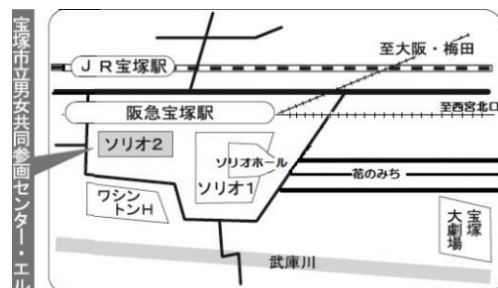 宝塚市立男女共同参画センター・エル
至大阪・梅田
JR宝塚駅
阪急宝塚駅
至西宮北口
ソリオ2
ソリオホール
ソリオ1
花のみち
ワシン
トンH
宝塚
大劇場
武庫川